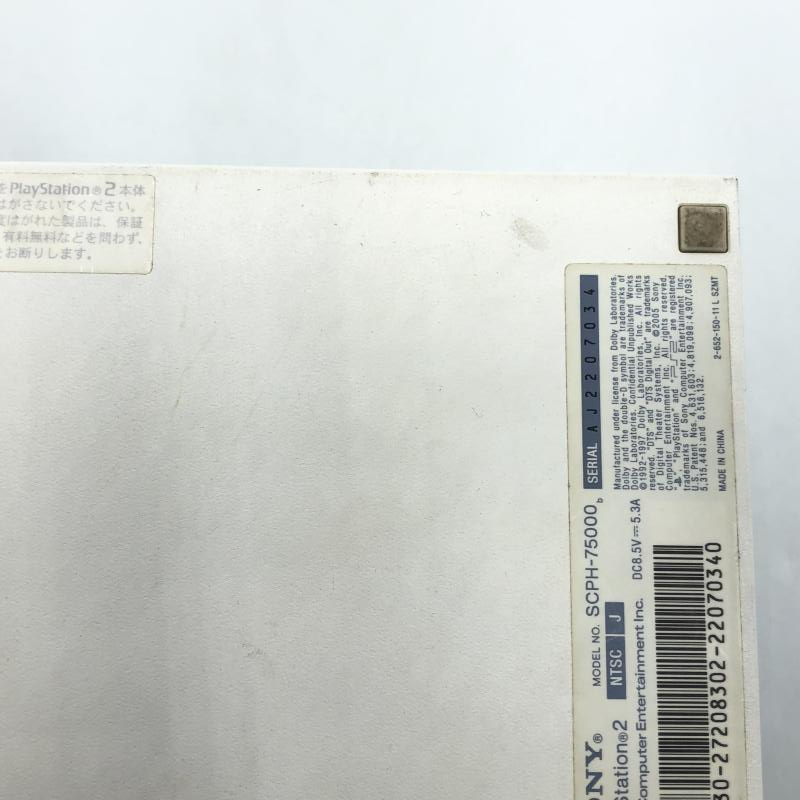 をPlayStation®2本体
はがさないでください。
度はがれた製品は、保証
有料無料などを問わず、
をお断りします。
SERIAL AJ2207034
Manufactured under license from Dolby Laboratories.
Dolby and the double-D symbol are trademarks of
Dolby Laboratories. Confidential Unpublished Works
©1992-1997 Dolby Laboratories, Inc. All rights
reserved. "DTS" and "DTS Digital Out" are trademarks
of Digital Theater Systems, Inc. ©2005 Sony
Computer Entertainment Inc. All rights reserved.
" ", "PlayStation" and "PS2" are registered
trademarks of Sony Computer Entertainment Inc.
U.S. Patent Nos. 4,631,603;4,819,098;4,907,093;
5,315,448;and 6,516,132.
MADE IN CHINA 2-652-150-11 L SZMT
MODEL NO. SCPH-75000 b
NTSC J DC8.5V 5.3A
ONY®
Station®2
Computer Entertainment Inc.
30-27208302-22070340